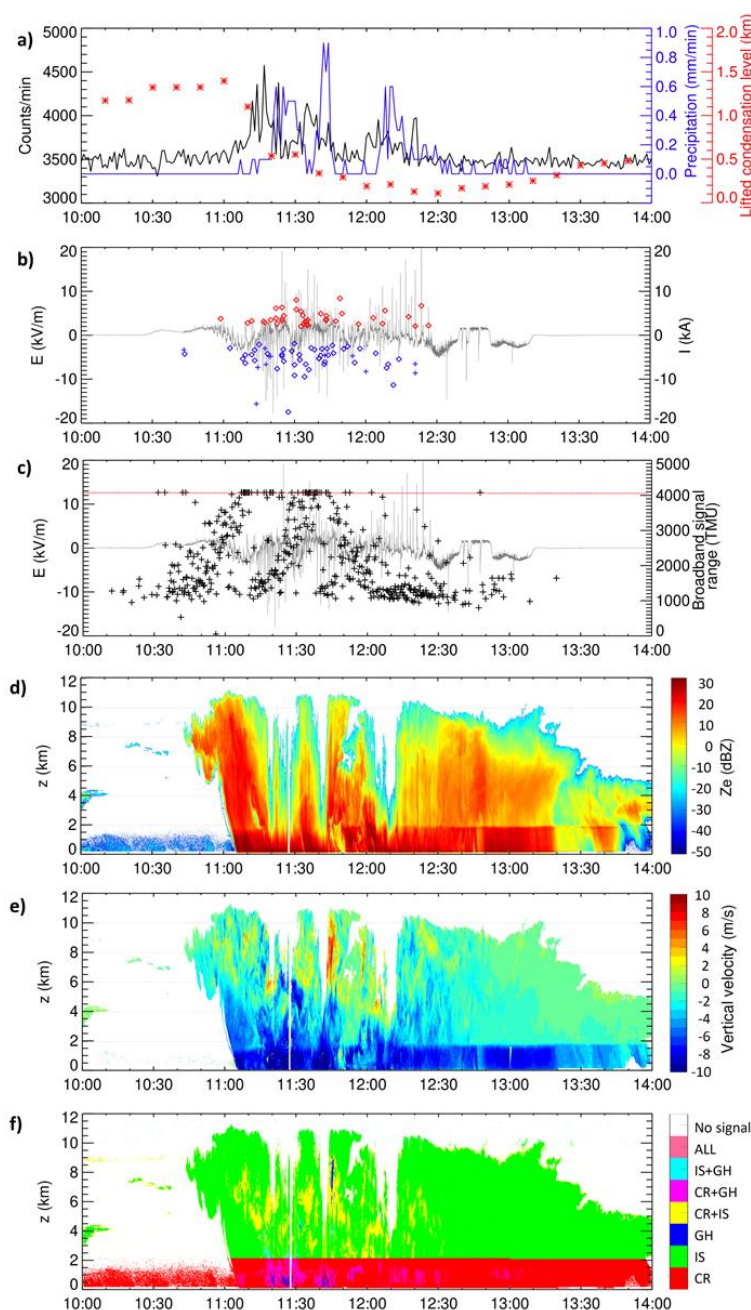 a)
5000
4500
4000
3500
3000
Counts/min
1.0
0.8
0.6
0.4
0.2
0.0
Precipitation (mm/min)
2.0
1.5
1.0
0.5
0.0
Lifted condensation level (km)
10:00 10:30 11:00 11:30 12:00 12:30 13:00 13:30 14:00
b)
20
10
0
-10
-20
E (kV/m)
20
10
0
-10
-20
I (kA)
10:00 10:30 11:00 11:30 12:00 12:30 13:00 13:30 14:00
c)
20
10
0
-10
-20
E (kV/m)
5000
4000
3000
2000
1000
0
Broadband signal
range (TMU)
10:00 10:30 11:00 11:30 12:00 12:30 13:00 13:30 14:00
d)
12
10
8
6
4
2
0
z (km)
30
20
10
0
-10
-20
-30
-40
-50
Ze (dBZ)
10:00 10:30 11:00 11:30 12:00 12:30 13:00 13:30 14:00
e)
12
10
8
6
4
2
0
z (km)
10
8
6
4
2
0
-2
-4
-6
-8
-10
Vertical velocity (m/s)
10:00 10:30 11:00 11:30 12:00 12:30 13:00 13:30 14:00
f)
12
10
8
6
4
2
0
z (km)
No signal
ALL
IS+GH
CR+GH
CR+IS
GH
IS
CR
10:00 10:30 11:00 11:30 12:00 12:30 13:00 13:30 14:00